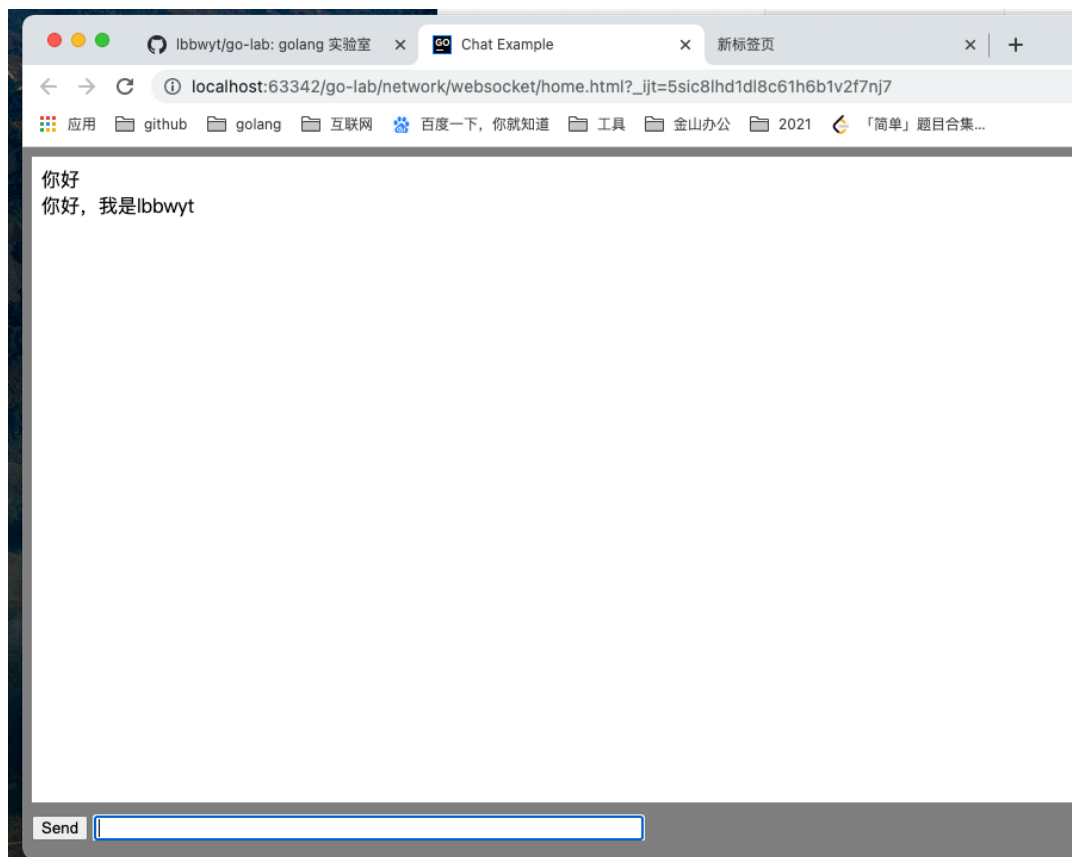 lbbwyt/go-lab: golang 实验室
GO Chat Example
新标签页
localhost:63342/go-lab/network/websocket/home.html?_ijt=5sic8lhd1dl8c61h6b1v2f7nj7
应用 github golang 互联网 百度一下，你就知道 工具 金山办公 2021 「简单」题目合集...
你好
你好，我是lbbwyt
Send